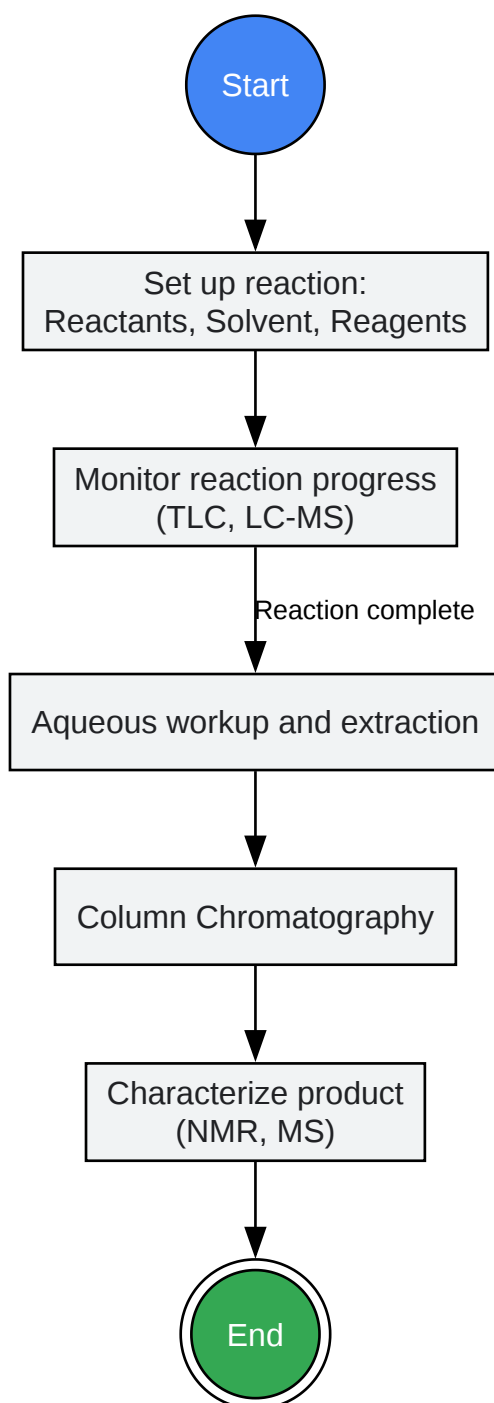 Start
Set up reaction:
Reactants, Solvent, Reagents
Monitor reaction progress
(TLC, LC-MS)
Reaction complete
Aqueous workup and extraction
Column Chromatography
Characterize product
(NMR, MS)
End